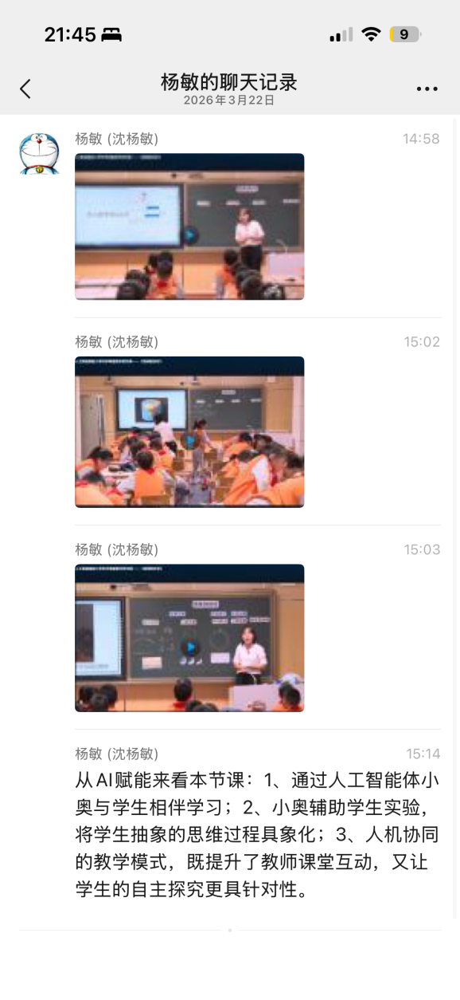 21:45
9
杨敏的聊天记录
2026年3月22日
杨敏 (沈杨敏)
14:58
杨敏 (沈杨敏)
15:02
杨敏 (沈杨敏)
15:03
杨敏 (沈杨敏)
15:14
从AI赋能来看本节课：1、通过人工智能体小
奥与学生相伴学习；2、小奥辅助学生实验，
将学生抽象的思维过程具象化；3、人机协同
的教学模式，既提升了教师课堂互动，又让
学生的自主探究更具针对性。